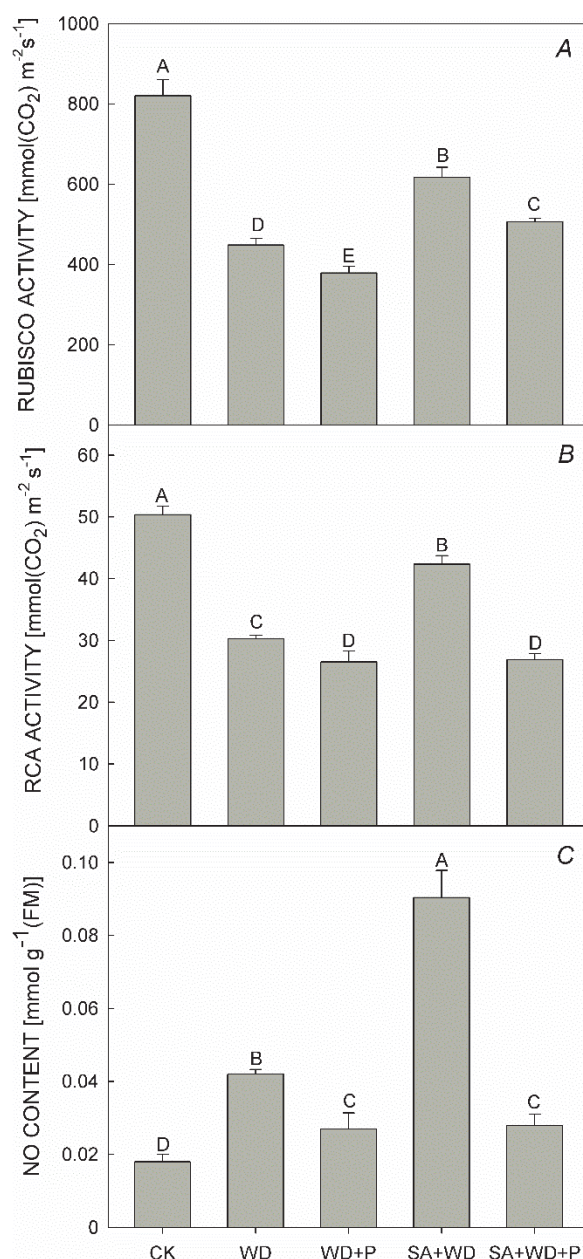 A
RUBISCO ACTIVITY [mmol(CO₂) m⁻² s⁻¹]
1000
800
600
400
200
0
A
D
E
B
C
B
RCA ACTIVITY [mmol(CO₂) m⁻² s⁻¹]
60
50
40
30
20
10
0
A
C
D
B
D
C
NO CONTENT [mmol g⁻¹(FM)]
0.10
0.08
0.06
0.04
0.02
0
D
B
C
A
C
CK WD WD+P SA+WD SA+WD+P